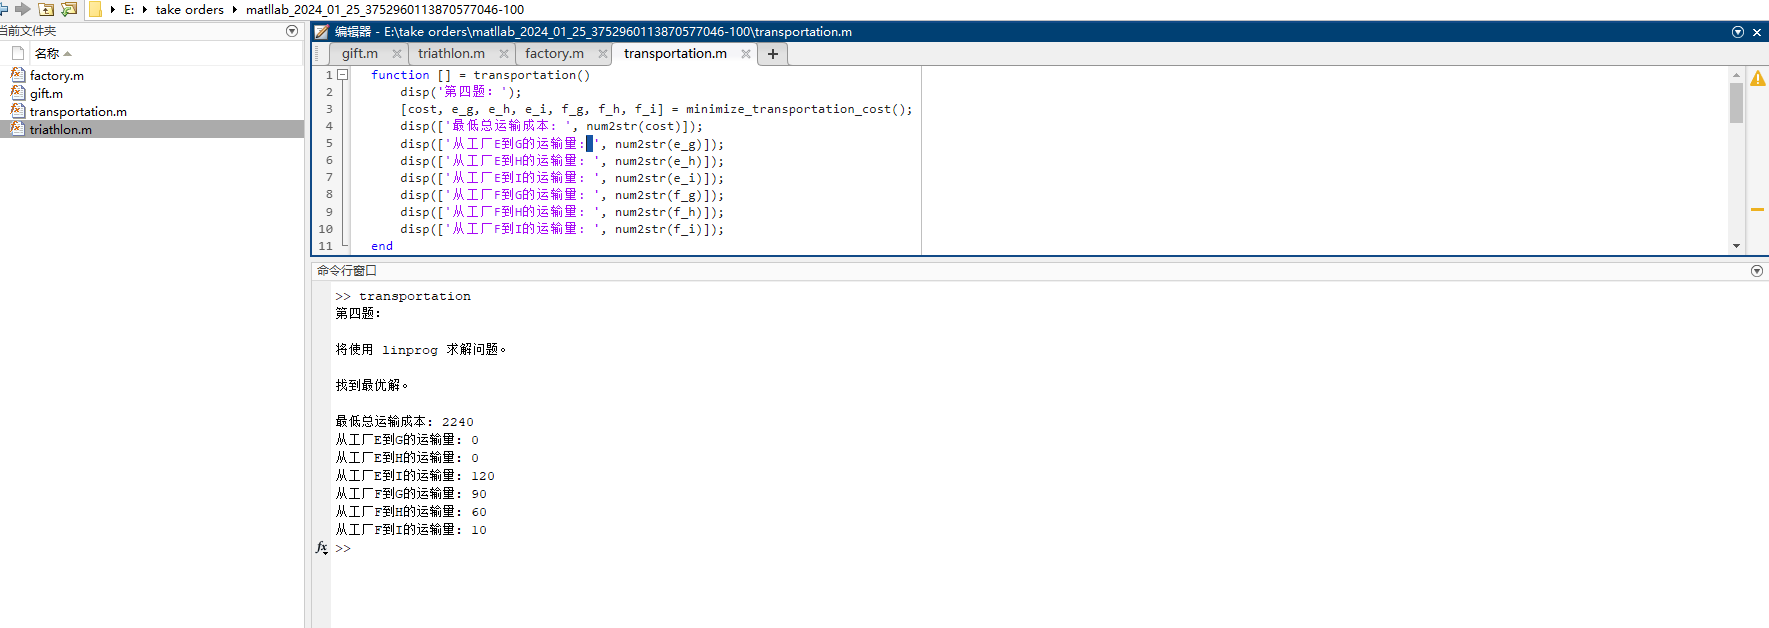 E: take orders matllab_2024_01_25_3752960113870577046-100
当前文件夹
名称
factory.m
gift.m
transportation.m
triathlon.m
编辑器 - E:\take orders\matllab_2024_01_25_3752960113870577046-100\transportation.m
gift.m triathlon.m factory.m transportation.m +
1 function [] = transportation()
2 disp('第四题: ');
3 [cost, e_g, e_h, e_i, f_g, f_h, f_i] = minimize_transportation_cost();
4 disp(['最低总运输成本: ', num2str(cost)]);
5 disp(['从工厂E到G的运输量: ', num2str(e_g)]);
6 disp(['从工厂E到H的运输量: ', num2str(e_h)]);
7 disp(['从工厂E到I的运输量: ', num2str(e_i)]);
8 disp(['从工厂F到G的运输量: ', num2str(f_g)]);
9 disp(['从工厂F到H的运输量: ', num2str(f_h)]);
10 disp(['从工厂F到I的运输量: ', num2str(f_i)]);
11 end
命令行窗口
>> transportation
第四题:
将使用 linprog 求解问题。
找到最优解。
最低总运输成本: 2240
从工厂E到G的运输量: 0
从工厂E到H的运输量: 0
从工厂E到I的运输量: 120
从工厂F到G的运输量: 90
从工厂F到H的运输量: 60
从工厂F到I的运输量: 10
fx >>